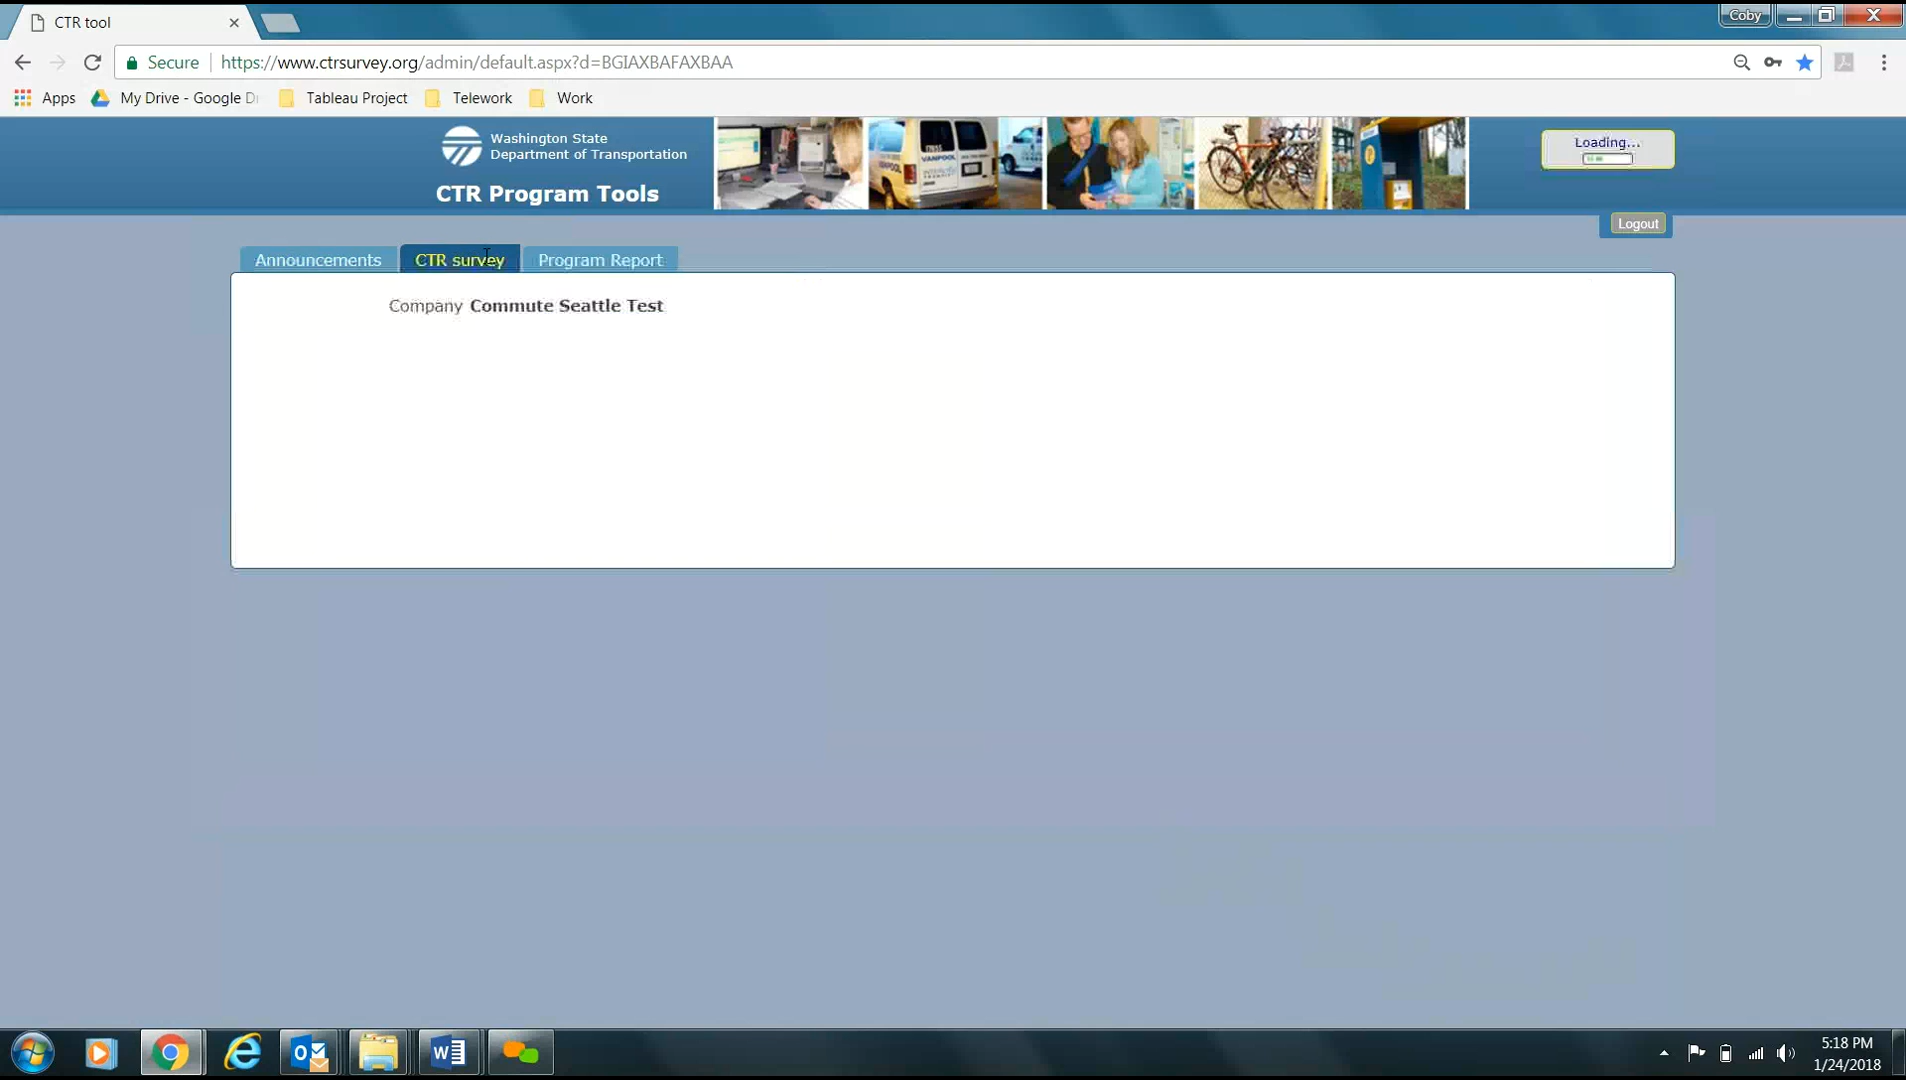 CTR tool
Coby
Secure
https://www.ctrsurvey.org/admin/default.aspx?d=BGIAXBAFAXBAA
Apps
My Drive - Google D
Tableau Project
Telework
Work
Washington State
Department of Transportation
CTR Program Tools
VANPOOL
Loading...
Logout
Announcements
CTR survey
Program Report
Company Commute Seattle Test
5:18 PM
1/24/2018